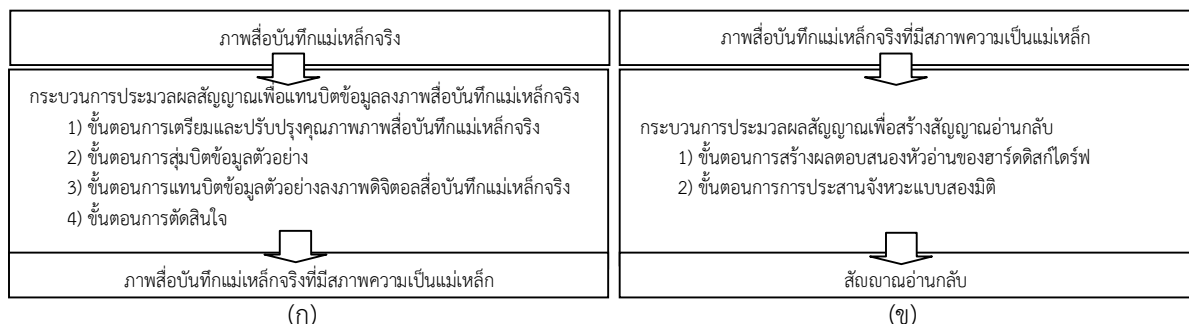 ภาพสื่อบันทึกแม่เหล็กจริง
กระบวนการประมวลผลสัญญาณเพื่อแทนบิตข้อมูลลงภาพสื่อบันทึกแม่เหล็กจริง
1) ขั้นตอนการเตรียมและปรับปรุงคุณภาพภาพสื่อบันทึกแม่เหล็กจริง
2) ขั้นตอนการสุ่มบิตข้อมูลตัวอย่าง
3) ขั้นตอนการแทนบิตข้อมูลตัวอย่างลงภาพดิจิตอลสื่อบันทึกแม่เหล็กจริง
4) ขั้นตอนการตัดสินใจ
ภาพสื่อบันทึกแม่เหล็กจริงที่มีสภาพความเป็นแม่เหล็ก
(ก)
ภาพสื่อบันทึกแม่เหล็กจริงที่มีสภาพความเป็นแม่เหล็ก
กระบวนการประมวลผลสัญญาณเพื่อสร้างสัญญาณอ่านกลับ
1) ขั้นตอนการสร้างผลตอบสนองหัวอ่านของฮาร์ดดิสก์ไดร์ฟ
2) ขั้นตอนการการประสานจังหวะแบบสองมิติ
สัญญาณอ่านกลับ
(ข)